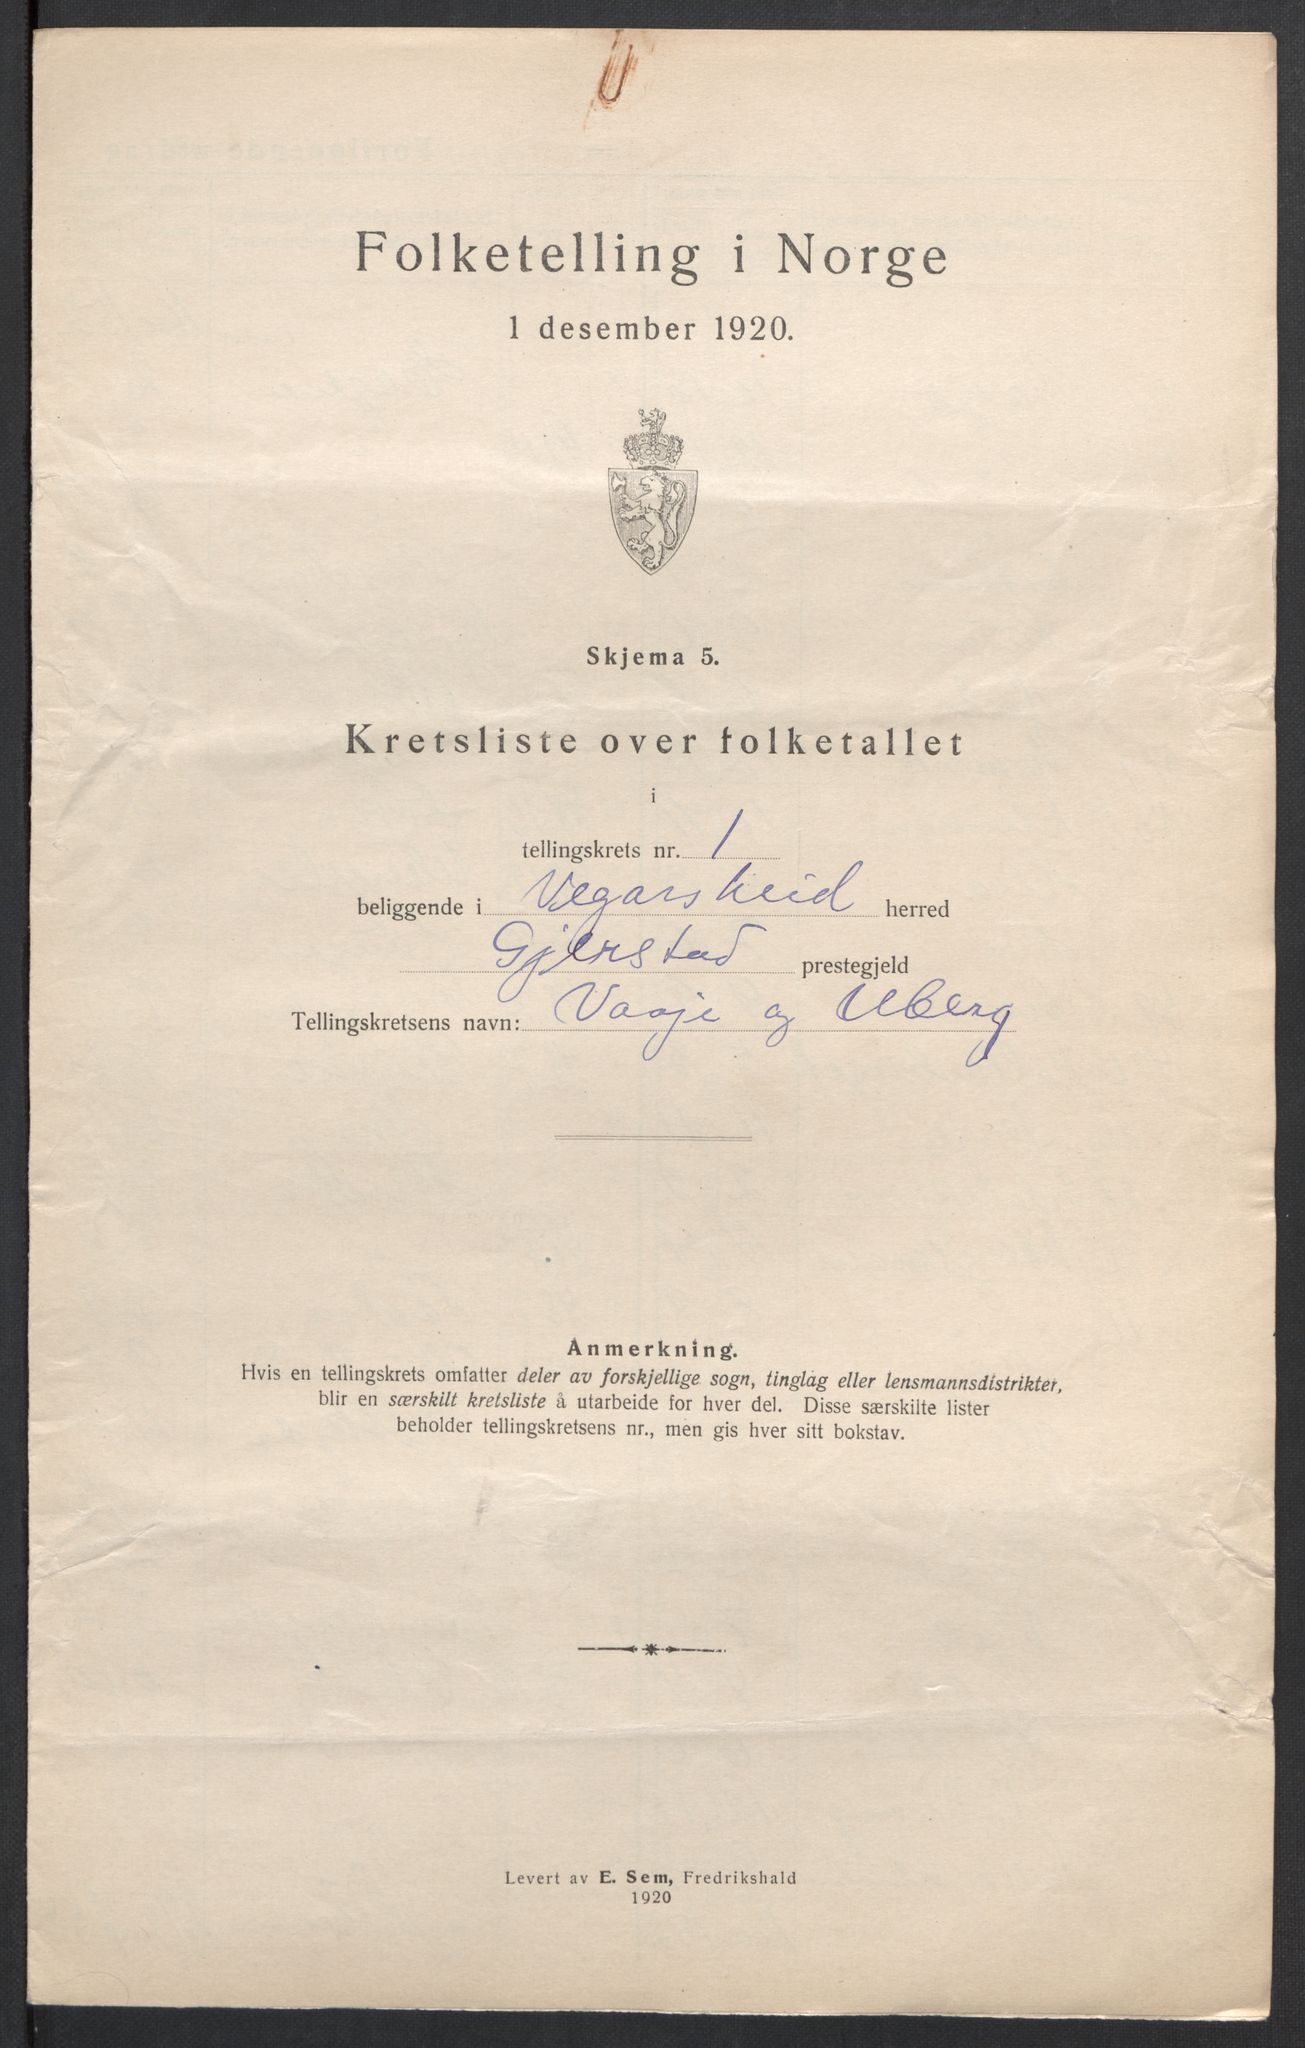 Folketelling i Norge
1 desember 1920.
Skjema 5.
Kretsliste over folketallet
i
tellingskrets nr. 1
beliggende i Vegarsheid herred
Gjerstad prestegjeld
Tellingskretsens navn: Vaaje og Uberg
Anmerkning.
Hvis en tellingskrets omfatter deler av forskjellige sogn, tinglag eller lensmannsdistrikter,
blir en særskilt kretsliste å utarbeide for hver del. Disse særskilte lister
beholder tellingskretsens nr., men gis hver sitt bokstav.
Levert av E. Sem, Fredrikshald
1920